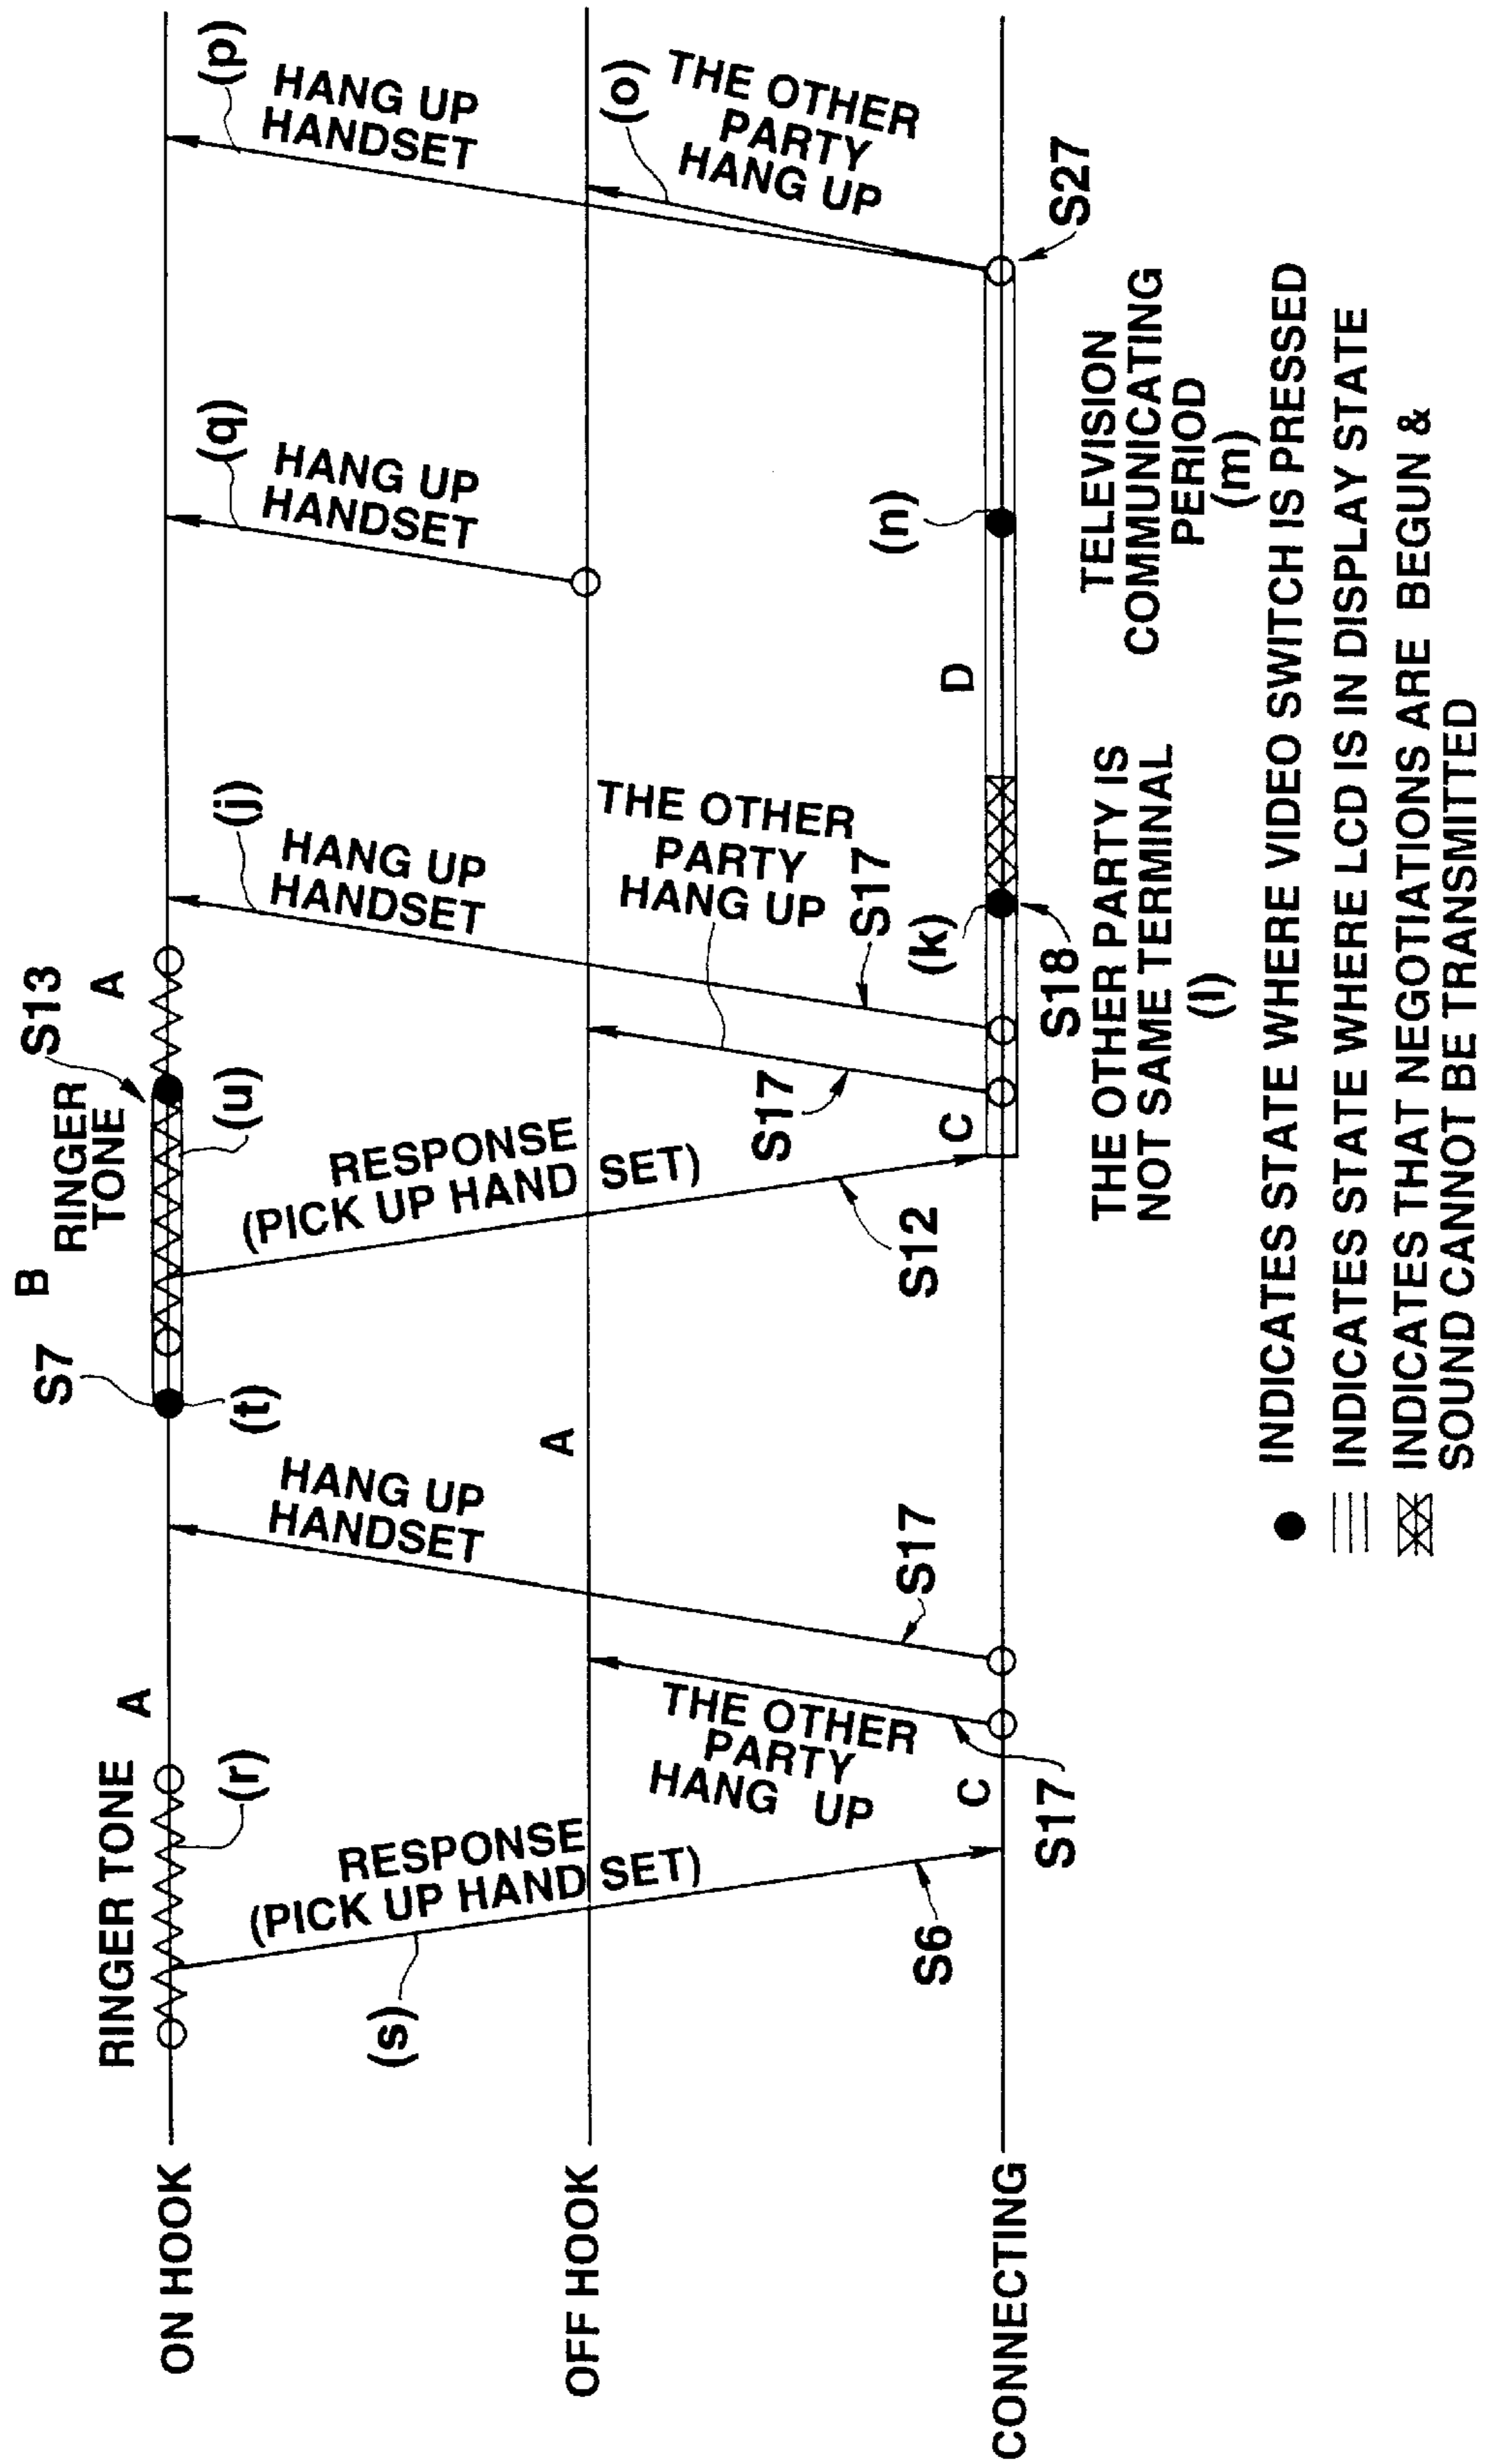 ON HOOK
RINGER TONE
(r)
A
S7
(t)
B
RINGER
TONE
(u)
S13
A
(s)
RESPONSE
(PICK UP HAND SET)
HANG UP
HANDSET
RESPONSE
(PICK UP HAND SET)
HANG UP
HANDSET
(j)
HANG UP
HANDSET
(q)
HANG UP
HANDSET
(p)
OFF HOOK
A
(o)
S6
C
THE OTHER
PARTY
HANG UP
S17
S17
S12
C
S17
THE OTHER
PARTY
HANG UP
S17
(k)
D
(n)
THE OTHER
PARTY
HANG UP
CONNECTING
S18
S27
THE OTHER PARTY IS
NOT SAME TERMINAL
(l)
TELEVISION
COMMUNICATING
PERIOD
(m)
● INDICATES STATE WHERE VIDEO SWITCH IS PRESSED
INDICATES STATE WHERE LCD IS IN DISPLAY STATE
INDICATES THAT NEGOTIATIONS ARE BEGUN &
SOUND CANNOT BE TRANSMITTED